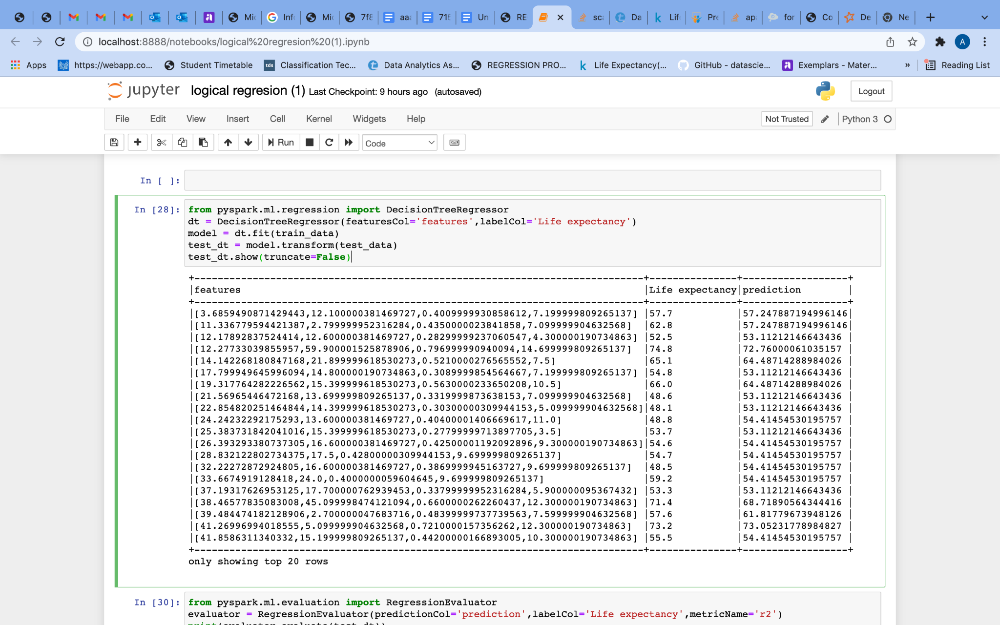 Mic
Info
Mic
7f8
aaa
715
Un
RE
sca
Da
Life
Pre
ap
for
Co
De
Ne
localhost:8888/notebooks/logical%20regresion%20(1).ipynb
A
Apps
https://webapp.co...
Student Timetable
tds
Classification Tec...
Data Analytics As...
REGRESSION PRO...
k
Life Expectancy(...
GitHub - datascie...
Exemplars - Mater...
»
Reading List
jupyter
logical regresion (1) Last Checkpoint: 9 hours ago (autosaved)
Logout
File Edit View Insert Cell Kernel Widgets Help
Not Trusted
Python 3
Run
Code
In [ ]:
In [28]:
from pyspark.ml.regression import DecisionTreeRegressor
dt = DecisionTreeRegressor(featuresCol='features',labelCol='Life expectancy')
model = dt.fit(train_data)
test_dt = model.transform(test_data)
test_dt.show(truncate=False)
|features |Life expectancy|prediction |
|[3.6859490871429443,12.100000381469727,0.4009999930858612,7.199999809265137] |57.7 |57.247887194996146|
|[11.336779594421387,2.799999952316284,0.4350000023841858,7.099999904632568] |62.8 |57.247887194996146|
|[12.17892837524414,12.600000381469727,0.28299999237060547,4.300000190734863] |52.5 |53.11212146643436 |
|[12.27733039855957,59.900001525878906,0.796999990940094,14.699999809265137] |74.8 |72.76000061035157 |
|[14.142268180847168,21.899999618530273,0.5210000276565552,7.5] |65.1 |64.48714288984026 |
|[17.799949645996094,14.800000190734863,0.3089999854564667,7.199999809265137] |54.8 |53.11212146643436 |
|[19.317764282226562,15.399999618530273,0.5630000233650208,10.5] |66.0 |64.48714288984026 |
|[21.56965446472168,13.699999809265137,0.3319999873638153,7.099999904632568] |48.6 |53.11212146643436 |
|[22.854820251464844,14.399999618530273,0.30300000309944153,5.099999904632568]|48.1 |53.11212146643436 |
|[24.24232292175293,13.600000381469727,0.40400001406669617,11.0] |48.8 |54.41454530195757 |
|[25.383731842041016,15.399999618530273,0.27799999713897705,3.5] |53.7 |53.11212146643436 |
|[26.393293380737305,16.600000381469727,0.42500001192092896,9.300000190734863]|54.6 |54.41454530195757 |
|[28.832122802734375,17.5,0.42800000309944153,9.699999809265137] |54.7 |54.41454530195757 |
|[32.22272872924805,16.600000381469727,0.3869999945163727,9.699999809265137] |48.5 |54.41454530195757 |
|[33.6674919128418,24.0,0.4000000059604645,9.699999809265137] |59.2 |54.41454530195757 |
|[37.19317626953125,17.700000762939453,0.33799999952316284,5.900000095367432] |53.3 |53.11212146643436 |
|[38.46577835083008,45.099998474121094,0.6600000262260437,12.300000190734863] |71.4 |68.71890564344416 |
|[39.484474182128906,2.700000047683716,0.48399999737739563,7.599999904632568] |57.6 |61.81779673948126 |
|[41.26996994018555,5.099999904632568,0.7210000157356262,12.300000190734863] |73.2 |73.05231778984827 |
|[41.8586311340332,15.199999809265137,0.44200000166893005,10.300000190734863] |55.5 |54.41454530195757 |
only showing top 20 rows
In [30]:
from pyspark.ml.evaluation import RegressionEvaluator
evaluator = RegressionEvaluator(predictionCol='prediction',labelCol='Life expectancy',metricName='r2')
print(evaluator.evaluate(test_dt))